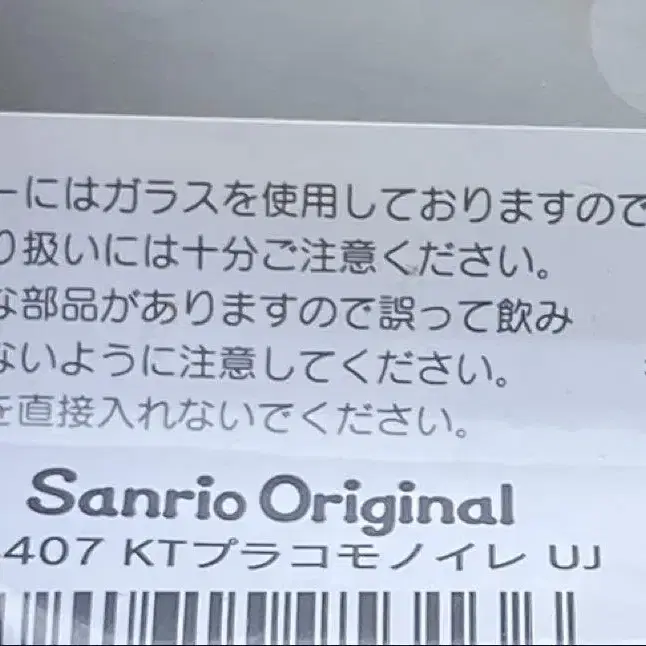 ーにはガラスを使用しておりますので
り扱いには十分ご注意ください。
な部品がありますので誤って飲み
ないように注意してください。
を直接入れないでください。
Sanrio Original
407 KTプラコモノイレ UJ